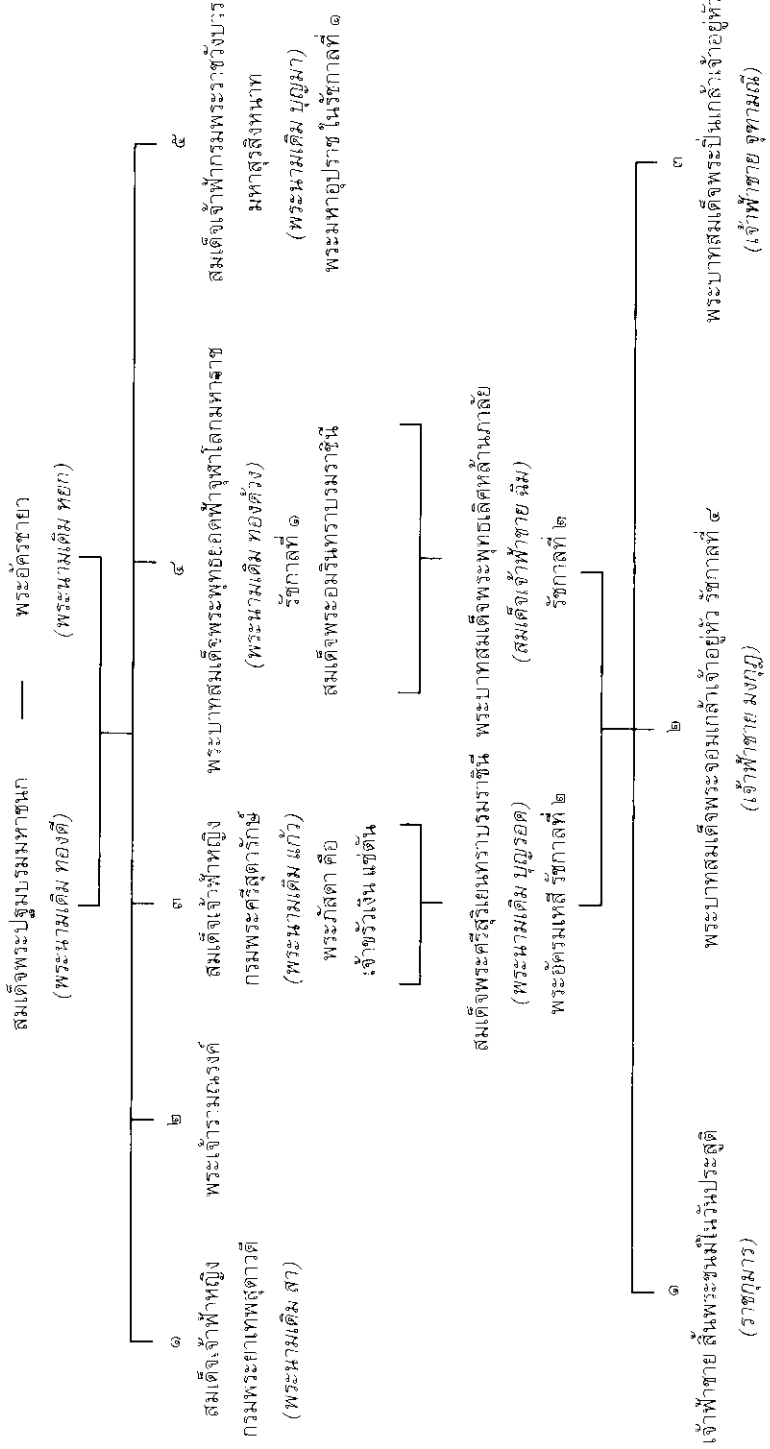 สมเด็จพระปฐมบรมมหาชนก — พระอัครชายา
(พระนามเดิม ทองดี) (พระนามเดิม หยก)
๑
สมเด็จเจ้าฟ้าหญิง
กรมพระยาเทพสุดาวดี
(พระนามเดิม สา)
๒
พระเจ้ารามณรงค์
๓
สมเด็จเจ้าฟ้าหญิง
กรมพระศรีสุดารักษ์
(พระนามเดิม แก้ว)
พระภัสดา คือ
เจ้าขรัวเงิน แซ่ตัน
๔
พระบาทสมเด็จพระพุทธยอดฟ้าจุฬาโลกมหาราช
(พระนามเดิม ทองด้วง)
รัชกาลที่ ๑
สมเด็จพระอมรินทราบรมราชินี
๕
สมเด็จเจ้าฟ้ากรมพระราชวังบวร
มหาสุรสิงหนาท
(พระนามเดิม บุญมา)
พระมหาอุปราช ในรัชกาลที่ ๑
สมเด็จพระศรีสุริเยนทราบรมราชินี
(พระนามเดิม บุญรอด)
พระอัครมเหสี รัชกาลที่ ๒
พระบาทสมเด็จพระพุทธเลิศหล้านภาลัย
(สมเด็จเจ้าฟ้าชาย ฉิม)
รัชกาลที่ ๒
๑
เจ้าฟ้าชาย สิ้นพระชนม์ในวันประสูติ
(ราชกุมาร)
๒
พระบาทสมเด็จพระจอมเกล้าเจ้าอยู่หัว รัชกาลที่ ๔
(เจ้าฟ้าชาย มงกุฎ)
๓
พระบาทสมเด็จพระปิ่นเกล้าเจ้าอยู่หัว
(เจ้าฟ้าชาย จุฑามณี)